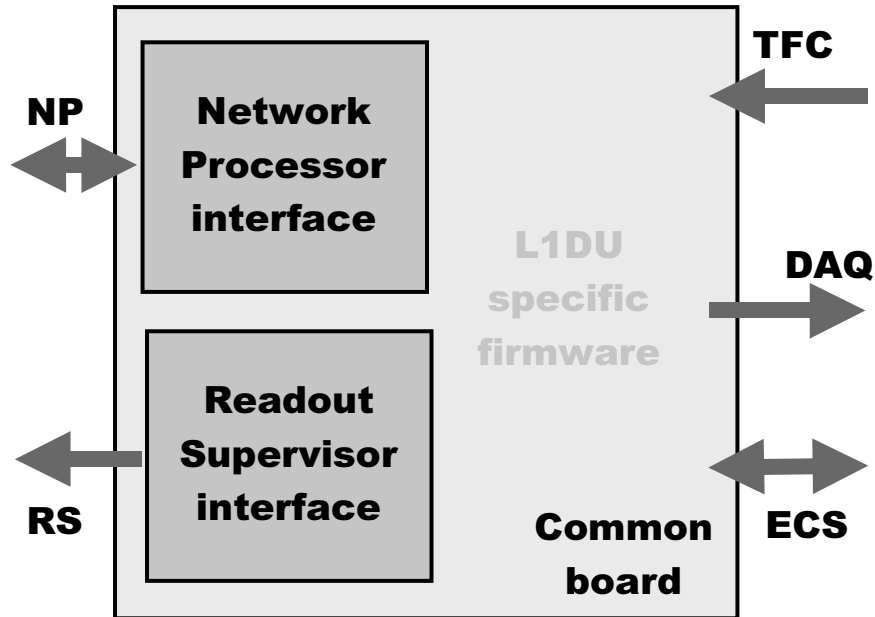 NP
Network
Processor
interface
TFC
L1DU
specific
firmware
DAQ
Readout
Supervisor
interface
RS
Common
board
ECS